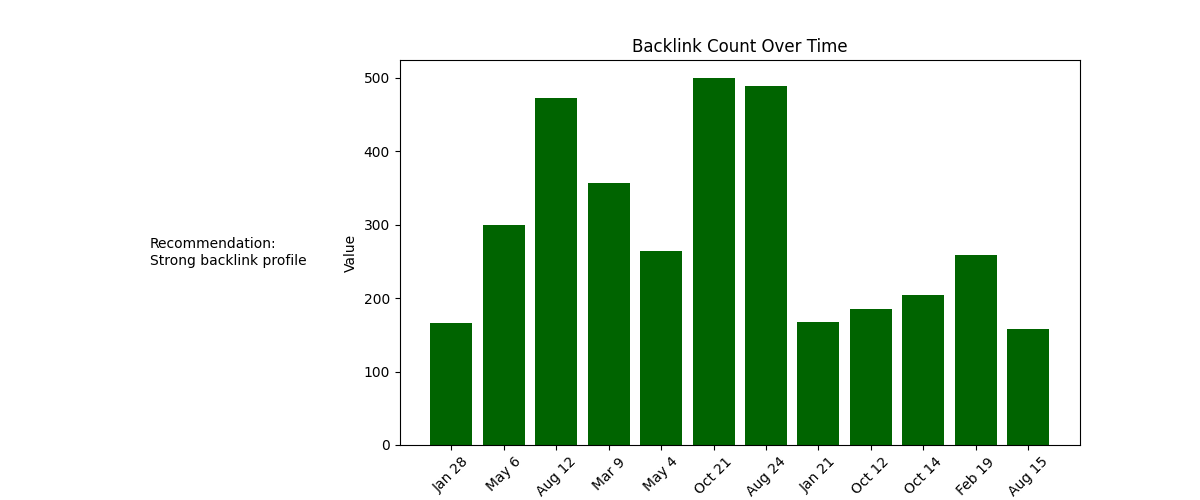 Backlink Count Over Time
Recommendation:
Strong backlink profile
Value
500
400
300
200
100
0
Jan 28
May 6
Aug 12
Mar 9
May 4
Oct 21
Aug 24
Jan 21
Oct 12
Oct 14
Feb 19
Aug 15